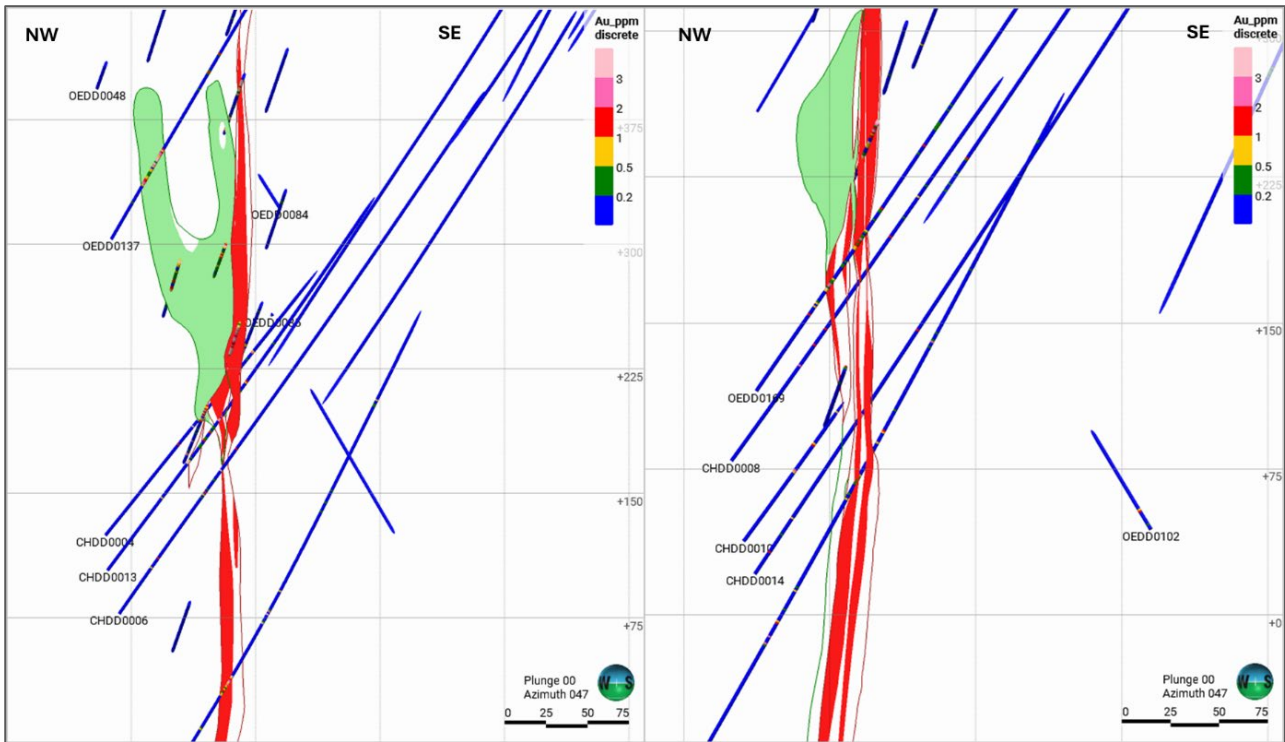 NW
SE
Au_ppm
discrete
3
2
1
0.5
0.2
+375
+300
+225
+150
+75
OEDD0048
OEDD0137
OEDD0084
CHDD0004
CHDD0013
CHDD0006
Plunge 00
Azimuth 047
W S
0 25 50 75
NW
SE
Au_ppm
discrete
3
2
1
0.5
0.2
+225
+150
+75
+0
OEDD0169
CHDD0008
CHDD0010
CHDD0014
OEDD0102
Plunge 00
Azimuth 047
W S
0 25 50 75